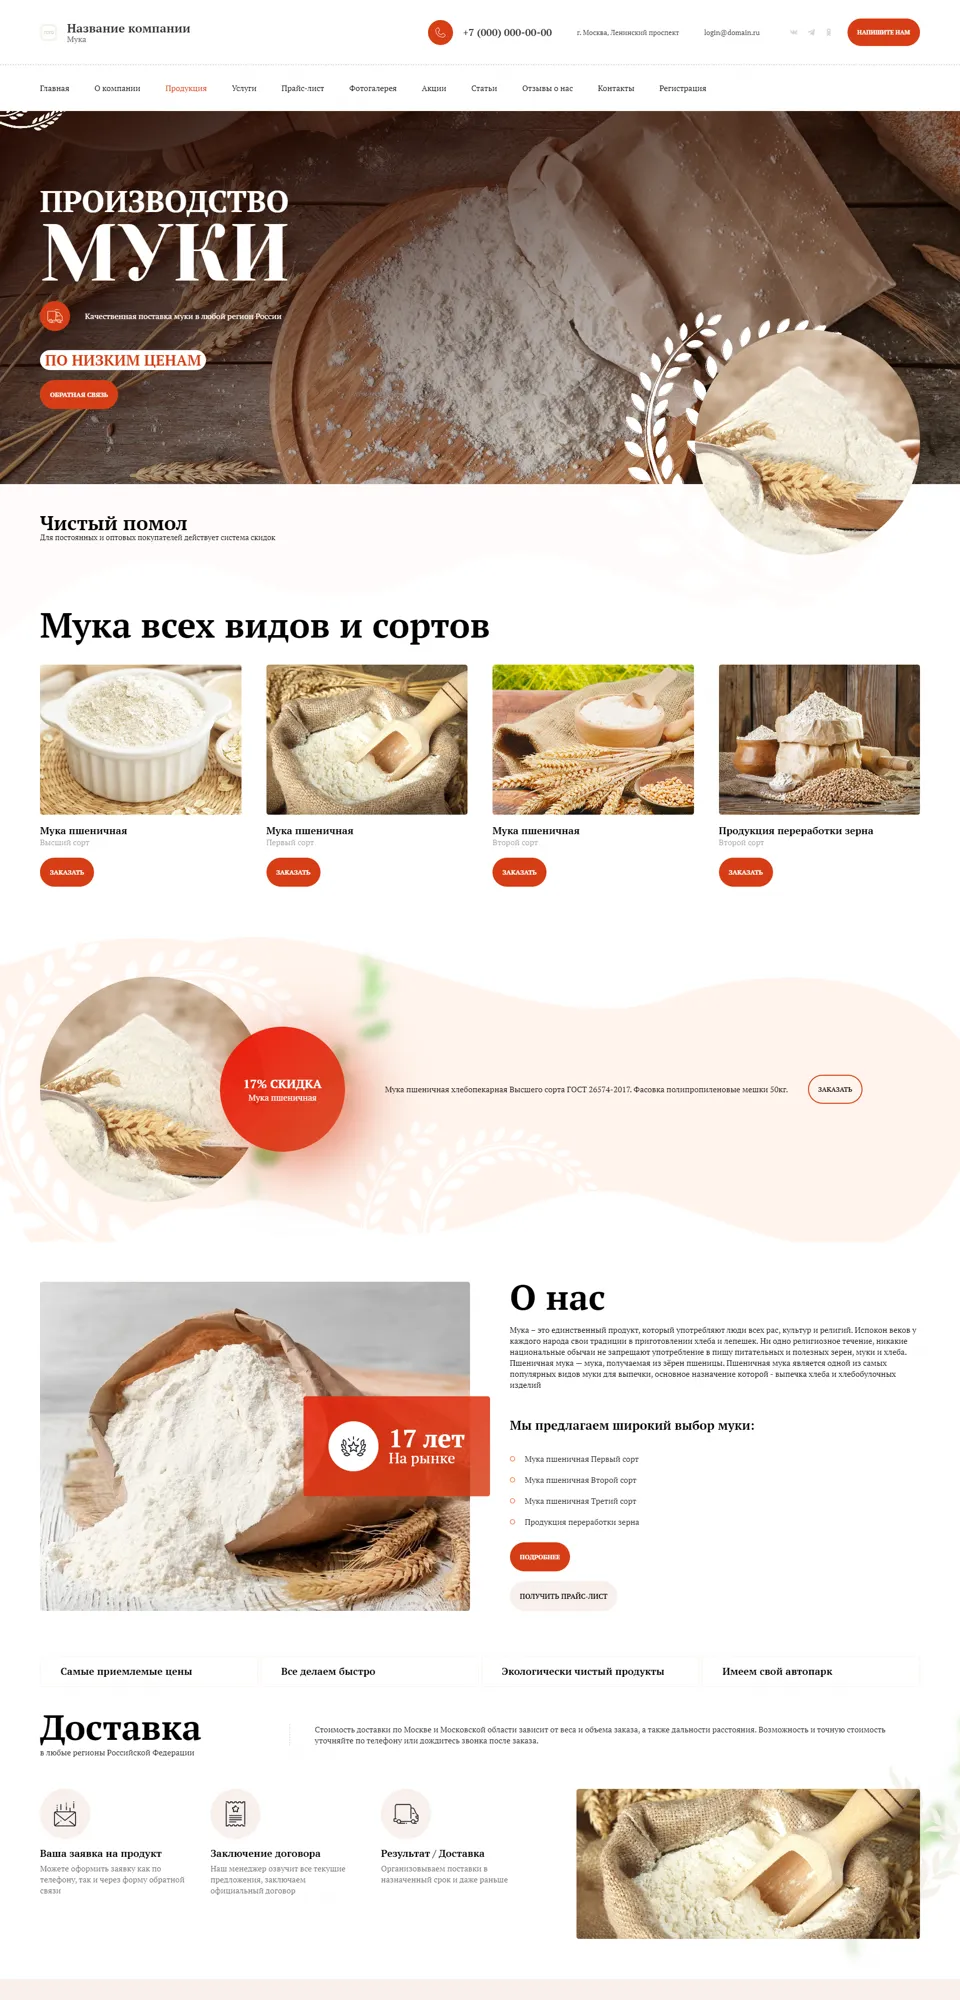 Название компании
Мука
+7 (000) 000-00-00
г. Москва, Ленинский проспект
login@domain.ru
НАПИШИТЕ НАМ
Главная
О компании
Продукция
Услуги
Прайс-лист
Фотогалерея
Акции
Статьи
Отзывы о нас
Контакты
Регистрация
ПРОИЗВОДСТВО
МУКИ
Качественная поставка муки в любой регион России
ПО НИЗКИМ ЦЕНАМ
ОБРАТНАЯ СВЯЗЬ
Чистый помол
Для постоянных и оптовых покупателей действует система скидок
Мука всех видов и сортов
Мука пшеничная
Высший сорт
ЗАКАЗАТЬ
Мука пшеничная
Первый сорт
ЗАКАЗАТЬ
Мука пшеничная
Второй сорт
ЗАКАЗАТЬ
Продукция переработки зерна
Второй сорт
ЗАКАЗАТЬ
17% СКИДКА
Мука пшеничная
Мука пшеничная хлебопекарная Высшего сорта ГОСТ 26574-2017. Фасовка полипропиленовые мешки 50кг.
ЗАКАЗАТЬ
17 лет
На рынке
О нас
Мука – это единственный продукт, который употребляют люди всех рас, культур и религий. Испокон веков у
каждого народа свои традиции в приготовлении хлеба и лепешек. Ни одно религиозное течение, никакие
национальные обычаи не запрещают употребление в пищу питательных и полезных зерен, муки и хлеба.
Пшеничная мука — мука, получаемая из зёрен пшеницы. Пшеничная мука является одной из самых
популярных видов муки для выпечки, основное назначение которой - выпечка хлеба и хлебобулочных
изделий
Мы предлагаем широкий выбор муки:
Мука пшеничная Первый сорт
Мука пшеничная Второй сорт
Мука пшеничная Третий сорт
Продукция переработки зерна
ПОДРОБНЕЕ
ПОЛУЧИТЬ ПРАЙС-ЛИСТ
Самые приемлемые цены
Все делаем быстро
Экологически чистый продукты
Имеем свой автопарк
Доставка
в любые регионы Российской Федерации
Стоимость доставки по Москве и Московской области зависит от веса и объема заказа, а также дальности расстояния. Возможность и точную стоимость
уточняйте по телефону или дождитесь звонка после заказа.
Ваша заявка на продукт
Можете оформить заявку как по
телефону, так и через форму обратной
связи
Заключение договора
Наш менеджер озвучит все текущие
предложения, заключаем
официальный договор
Результат / Доставка
Организовываем поставки в
назначенный срок и даже раньше